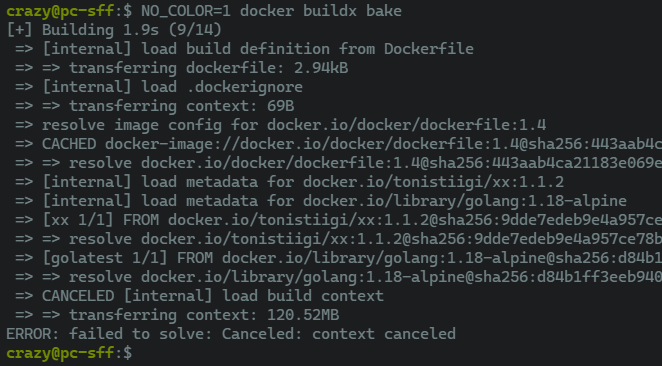 crazy@pc-sff:$ NO_COLOR=1 docker buildx bake
[+] Building 1.9s (9/14)
=> [internal] load build definition from Dockerfile
=> => transferring dockerfile: 2.94kB
=> [internal] load .dockerignore
=> => transferring context: 69B
=> resolve image config for docker.io/docker/dockerfile:1.4
=> CACHED docker-image://docker.io/docker/dockerfile:1.4@sha256:443aab4c
=> => resolve docker.io/docker/dockerfile:1.4@sha256:443aab4ca21183e069e
=> [internal] load metadata for docker.io/tonistiigi/xx:1.1.2
=> [internal] load metadata for docker.io/library/golang:1.18-alpine
=> [xx 1/1] FROM docker.io/tonistiigi/xx:1.1.2@sha256:9dde7edeb9e4a957ce
=> => resolve docker.io/tonistiigi/xx:1.1.2@sha256:9dde7edeb9e4a957ce78b
=> [golatest 1/1] FROM docker.io/library/golang:1.18-alpine@sha256:d84b1
=> => resolve docker.io/library/golang:1.18-alpine@sha256:d84b1ff3eeb940
=> CANCELED [internal] load build context
=> => transferring context: 120.52MB
ERROR: failed to solve: Canceled: context canceled
crazy@pc-sff:$